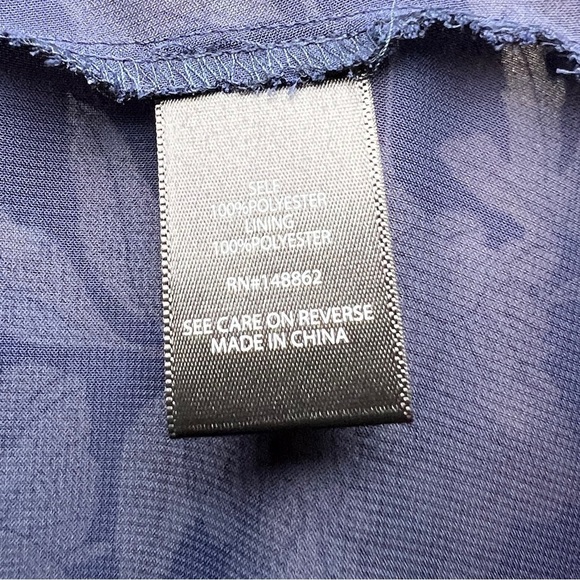 SELF
100%POLYESTER
LINING
100%POLYESTER
RN#148862
SEE CARE ON REVERSE
MADE IN CHINA